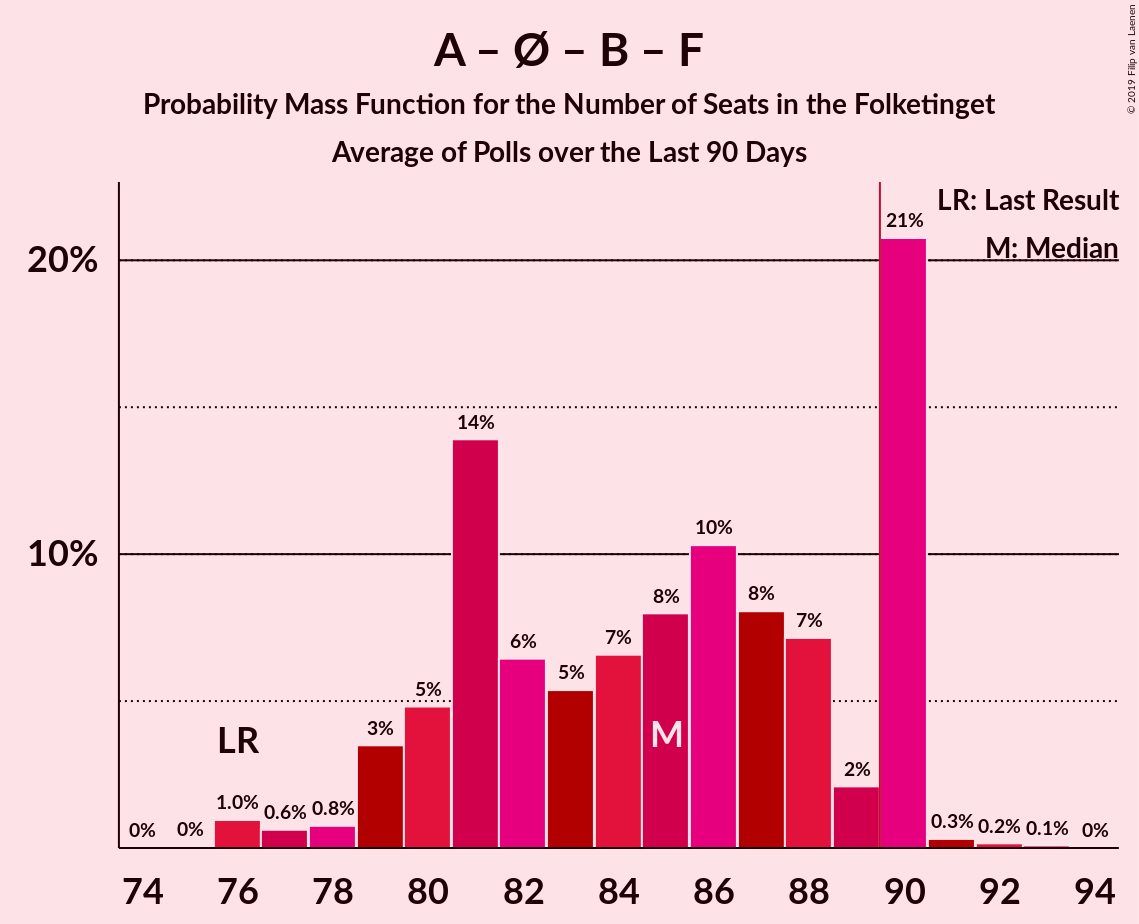 A – Ø – B – F
Probability Mass Function for the Number of Seats in the Folketinget
Average of Polls over the Last 90 Days
© 2019 Filip van Laenen
LR: Last Result
M: Median
20%
10%
0%
0%
1.0%
0.6%
0.8%
3%
5%
14%
6%
5%
7%
8%
10%
8%
7%
2%
21%
0.3%
0.2%
0.1%
0%
LR
M
74 76 78 80 82 84 86 88 90 92 94